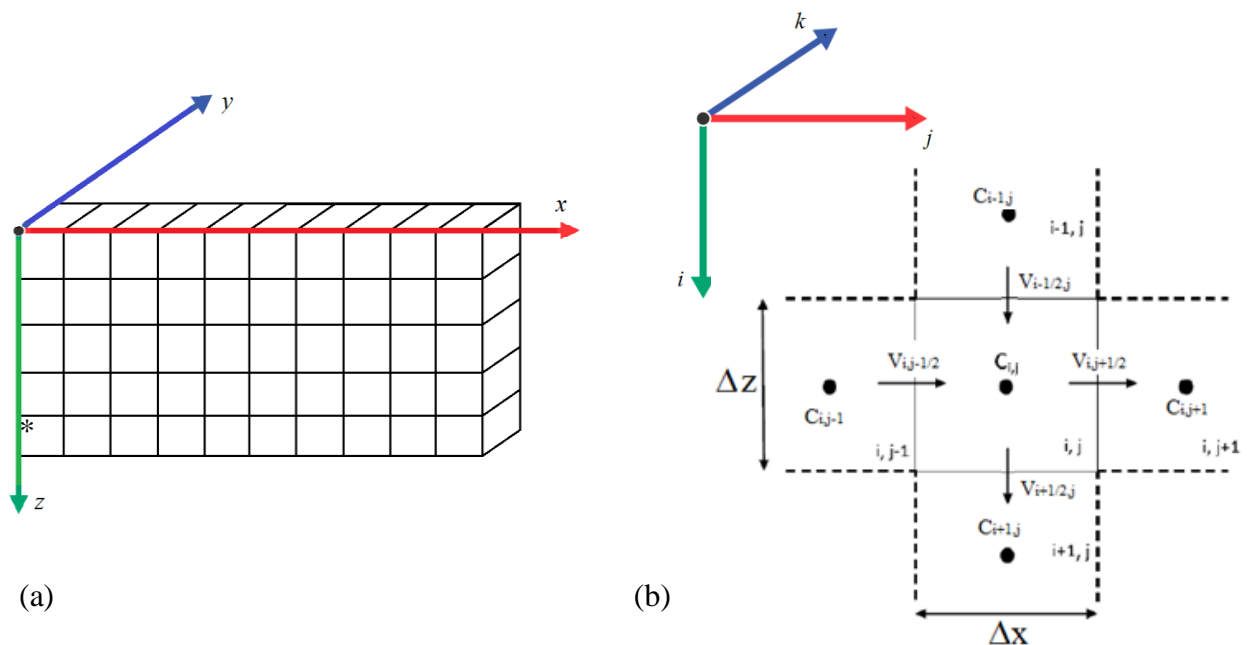 y
x
*
z
(a)
k
j
i
Ci-1,j
i-1, j
Vi-1/2,j
Δz
Vi,j-1/2
Ci,j
Vi,j+1/2
Ci,j-1
Ci,j+1
i, j-1
i, j
i, j+1
Vi+1/2,j
Ci+1,j
i+1, j
Δx
(b)